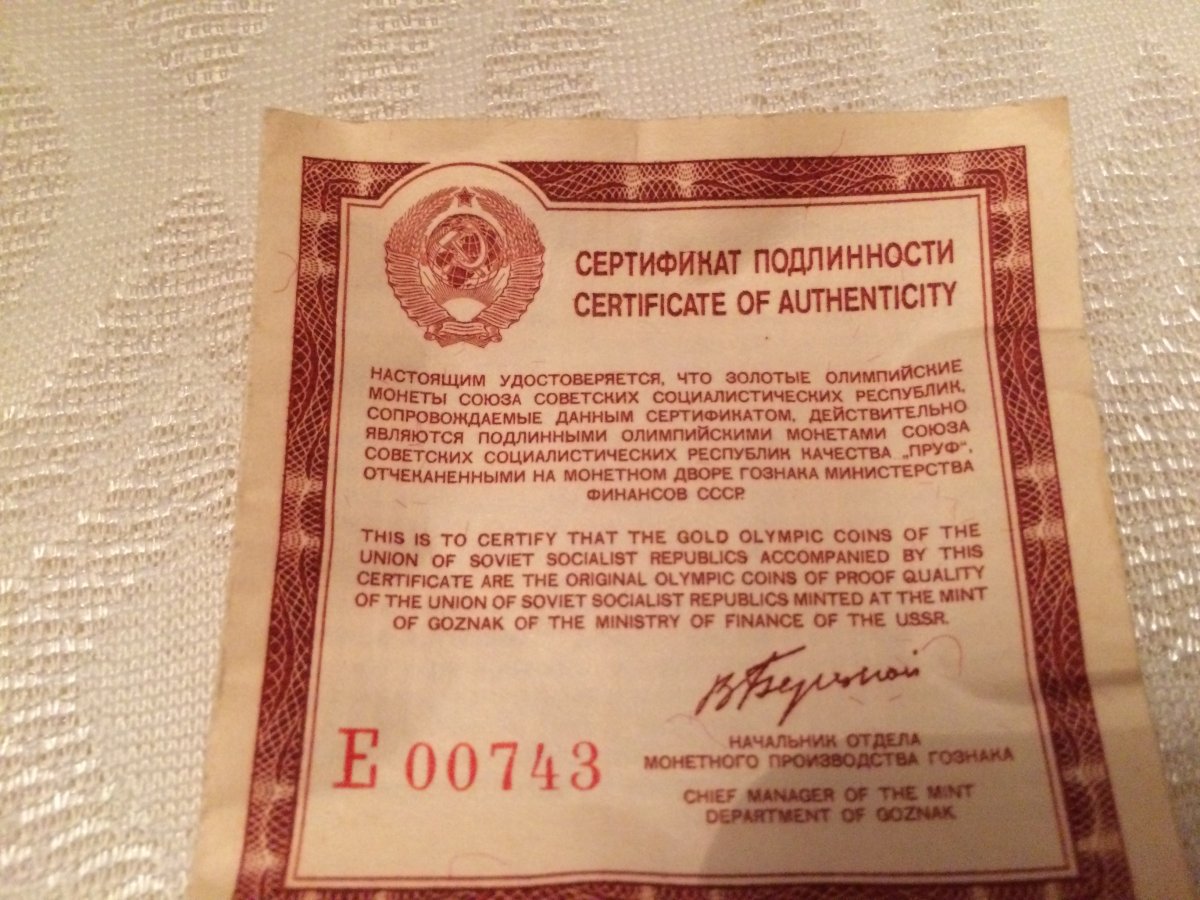 СЕРТИФИКАТ ПОДЛИННОСТИ
CERTIFICATE OF AUTHENTICITY
НАСТОЯЩИМ УДОСТОВЕРЯЕТСЯ, ЧТО ЗОЛОТЫЕ ОЛИМПИЙСКИЕ
МОНЕТЫ СОЮЗА СОВЕТСКИХ СОЦИАЛИСТИЧЕСКИХ РЕСПУБЛИК,
СОПРОВОЖДАЕМЫЕ ДАННЫМ СЕРТИФИКАТОМ, ДЕЙСТВИТЕЛЬНО
ЯВЛЯЮТСЯ ПОДЛИННЫМИ ОЛИМПИЙСКИМИ МОНЕТАМИ СОЮЗА
СОВЕТСКИХ СОЦИАЛИСТИЧЕСКИХ РЕСПУБЛИК КАЧЕСТВА „ПРУФ“,
ОТЧЕКАНЕННЫМИ НА МОНЕТНОМ ДВОРЕ ГОЗНАКА МИНИСТЕРСТВА
ФИНАНСОВ СССР.
THIS IS TO CERTIFY THAT THE GOLD OLYMPIC COINS OF THE
UNION OF SOVIET SOCIALIST REPUBLICS ACCOMPANIED BY THIS
CERTIFICATE ARE THE ORIGINAL OLYMPIC COINS OF PROOF QUALITY
OF THE UNION OF SOVIET SOCIALIST REPUBLICS MINTED AT THE MINT
OF GOZNAK OF THE MINISTRY OF FINANCE OF THE USSR.
E 00743
НАЧАЛЬНИК ОТДЕЛА
МОНЕТНОГО ПРОИЗВОДСТВА ГОЗНАКА
CHIEF MANAGER OF THE MINT
DEPARTMENT OF GOZNAK